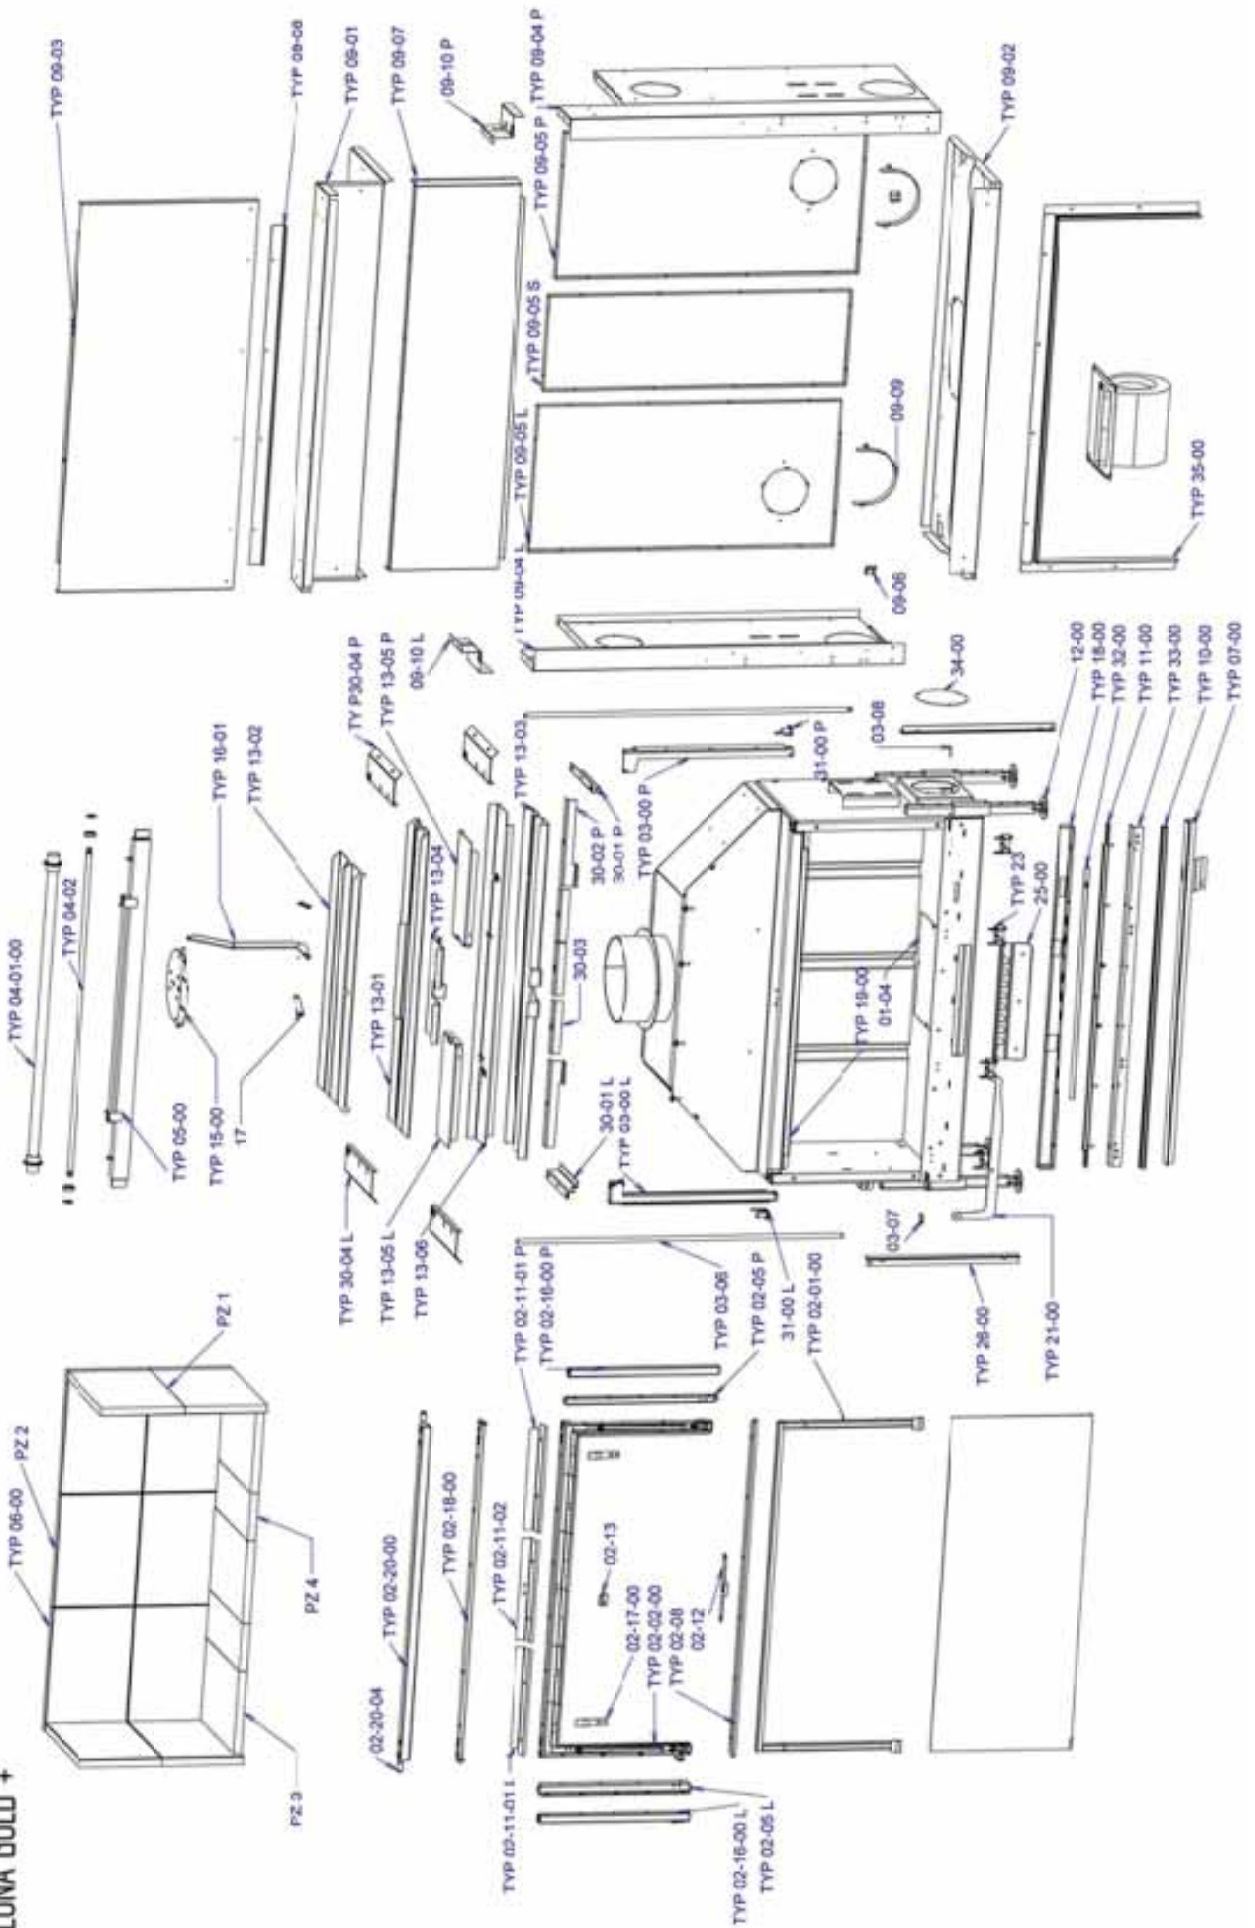 LUNA GOLD +
TYP 06-00
PZ 2
PZ 1
PZ 4
PZ 3
02-20-04
TYP 02-20-00
TYP 02-18-00
TYP 02-11-02
TYP 02-11-01 P
TYP 02-16-00 P
TYP 02-11-01 L
02-13
02-17-00
TYP 02-02-00
TYP 02-08
02-12
TYP 02-16-00 L
TYP 02-05 L
TYP 03-06
TYP 02-05 P
31-00 L
TYP 02-01-00
TYP 04-01-00
TYP 04-02
TYP 05-00
TYP 15-00
17
TYP 16-01
TYP 13-02
TYP 13-01
TYP 30-04 L
TYP 13-05 L
TYP 13-06
TY P30-04 P
TYP 13-05 P
TYP 13-04
TYP 13-03
09-10 L
30-02 P
30-01 P
TYP 03-00 P
30-03
30-01 L
TYP 03-00 L
31-00 P
03-08
34-00
TYP 19-00
01-04
TYP 23
25-00
03-07
TYP 26-00
TYP 21-00
12-00
TYP 18-00
TYP 32-00
TYP 11-00
TYP 33-00
TYP 10-00
TYP 07-00
TYP 09-03
TYP 09-08
TYP 09-01
TYP 09-07
09-10 P
TYP 09-04 P
TYP 09-05 P
TYP 09-05 S
TYP 09-05 L
TYP 09-04 L
09-09
09-06
TYP 09-02
TYP 35-00